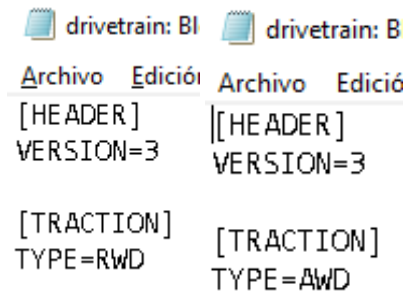 drivetrain: Bl
Archivo Edició
[HEADER]
VERSION=3
[TRACTION]
TYPE=RWD
drivetrain: B
Archivo Edició
[HEADER]
VERSION=3
[TRACTION]
TYPE=AWD